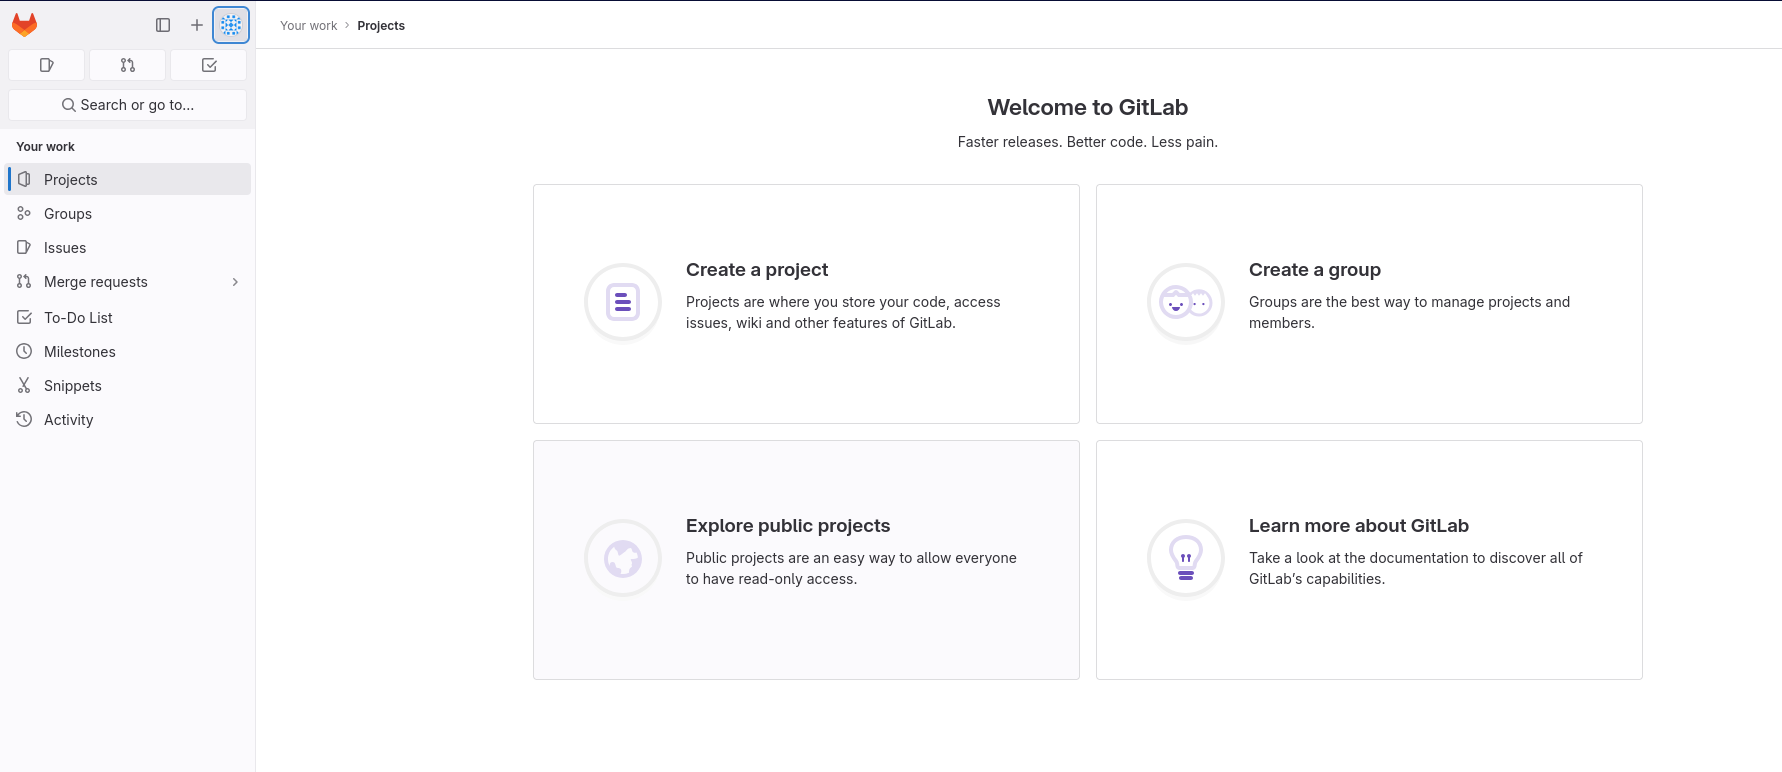 Your work › Projects
Search or go to...
Your work
Projects
Groups
Issues
Merge requests
To-Do List
Milestones
Snippets
Activity
Welcome to GitLab
Faster releases. Better code. Less pain.
Create a project
Projects are where you store your code, access
issues, wiki and other features of GitLab.
Create a group
Groups are the best way to manage projects and
members.
Explore public projects
Public projects are an easy way to allow everyone
to have read-only access.
Learn more about GitLab
Take a look at the documentation to discover all of
GitLab's capabilities.